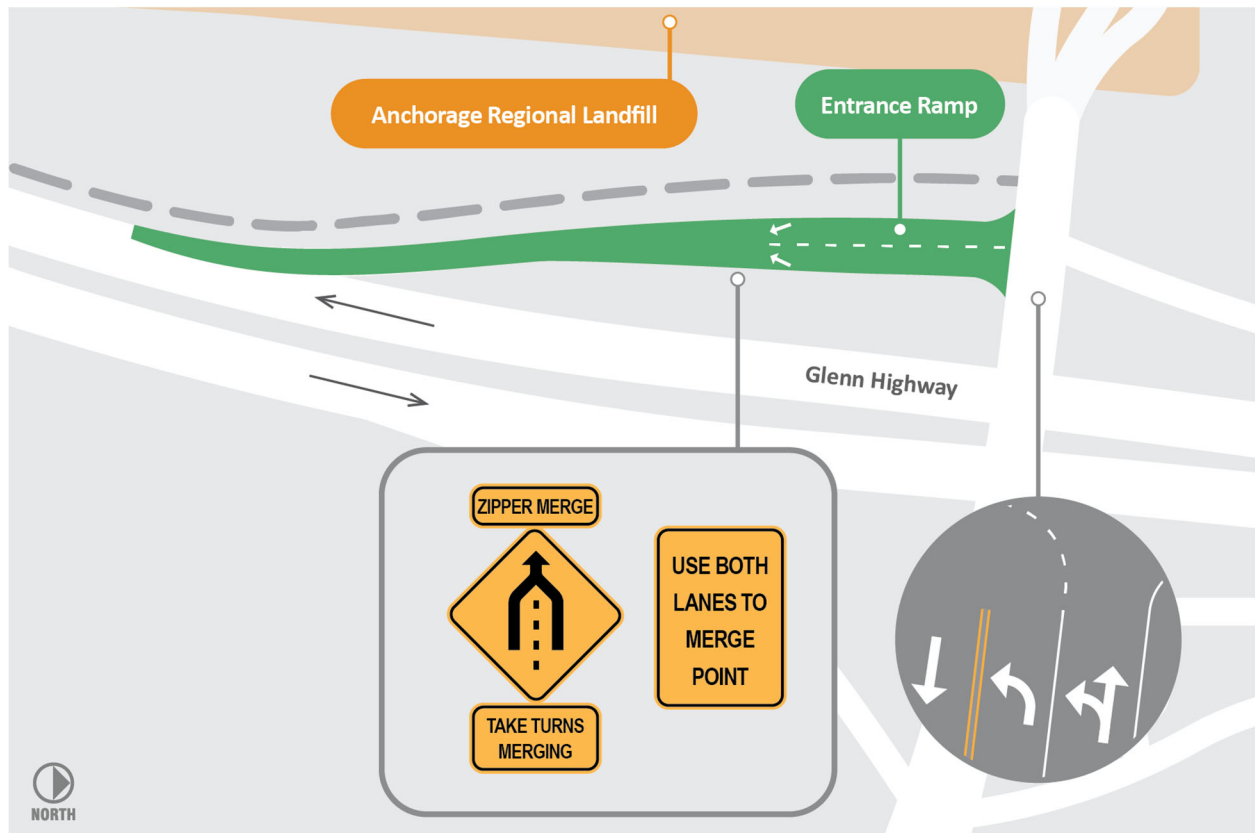 Anchorage Regional Landfill
Entrance Ramp
Glenn Highway
ZIPPER MERGE
TAKE TURNS
MERGING
USE BOTH
LANES TO
MERGE
POINT
NORTH